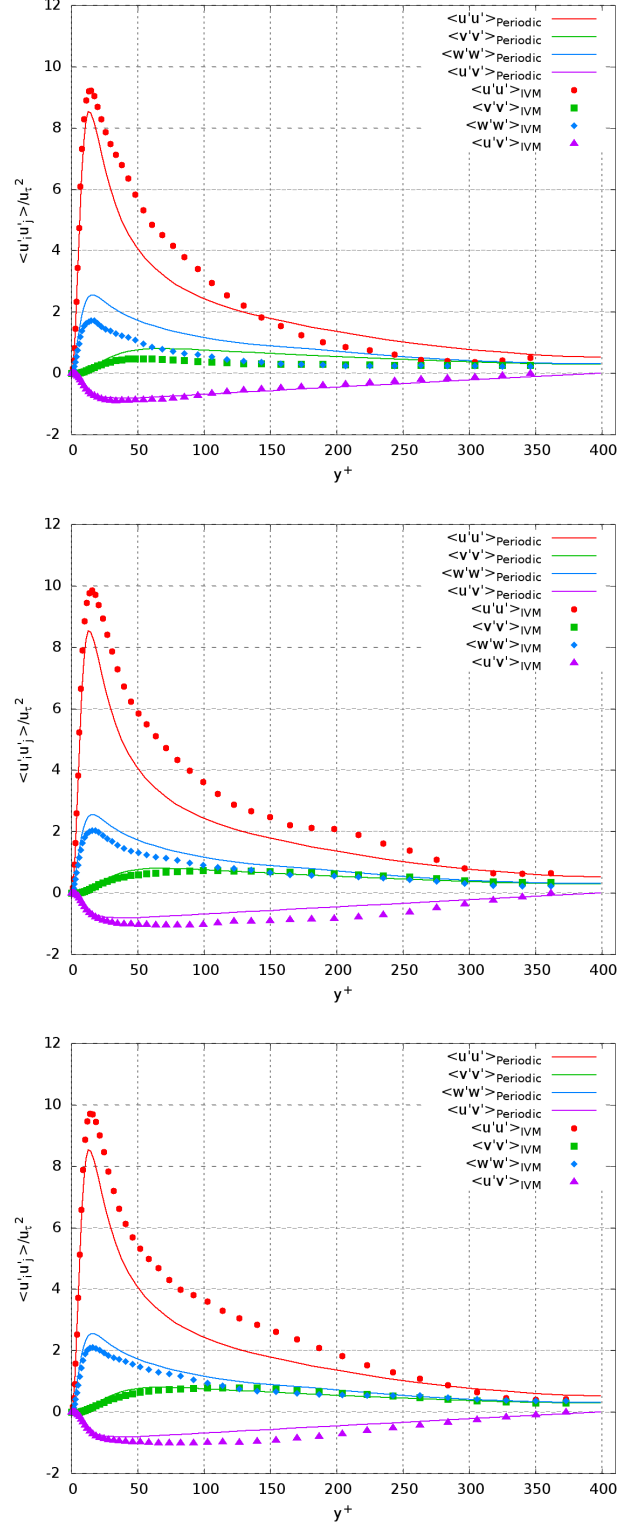 12
10
8
6
4
2
0
-2
<u'iu'j>/uτ²
<u'u'>Periodic
<v'v'>Periodic
<w'w'>Periodic
<u'v'>Periodic
<u'u'>IVM
<v'v'>IVM
<w'w'>IVM
<u'v'>IVM
0 50 100 150 200 250 300 350 400
y+
12
10
8
6
4
2
0
-2
<u'iu'j>/uτ²
<u'u'>Periodic
<v'v'>Periodic
<w'w'>Periodic
<u'v'>Periodic
<u'u'>IVM
<v'v'>IVM
<w'w'>IVM
<u'v'>IVM
0 50 100 150 200 250 300 350 400
y+
12
10
8
6
4
2
0
-2
<u'iu'j>/uτ²
<u'u'>Periodic
<v'v'>Periodic
<w'w'>Periodic
<u'v'>Periodic
<u'u'>IVM
<v'v'>IVM
<w'w'>IVM
<u'v'>IVM
0 50 100 150 200 250 300 350 400
y+